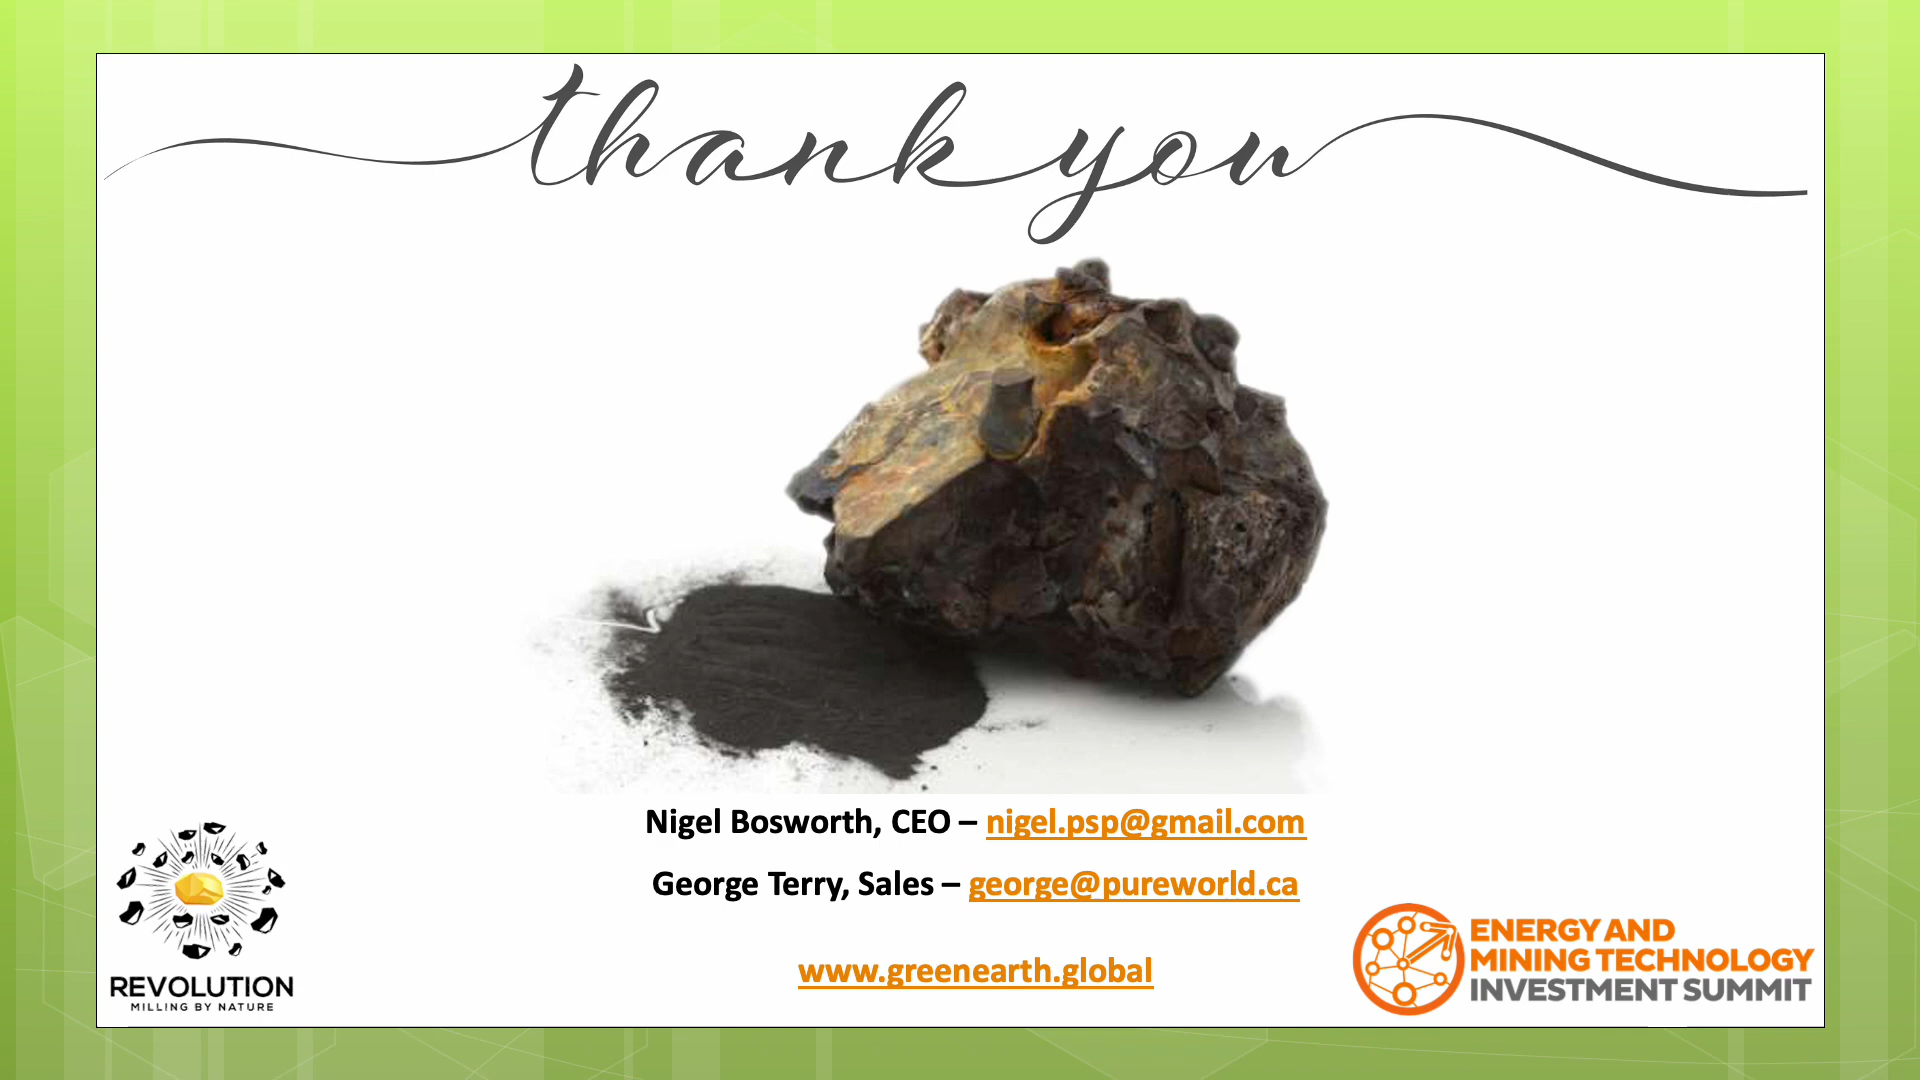 thank you
Nigel Bosworth, CEO – nigel.psp@gmail.com
George Terry, Sales – george@pureworld.ca
www.greenearth.global
REVOLUTION
MILLING BY NATURE
ENERGY AND
MINING TECHNOLOGY
INVESTMENT SUMMIT